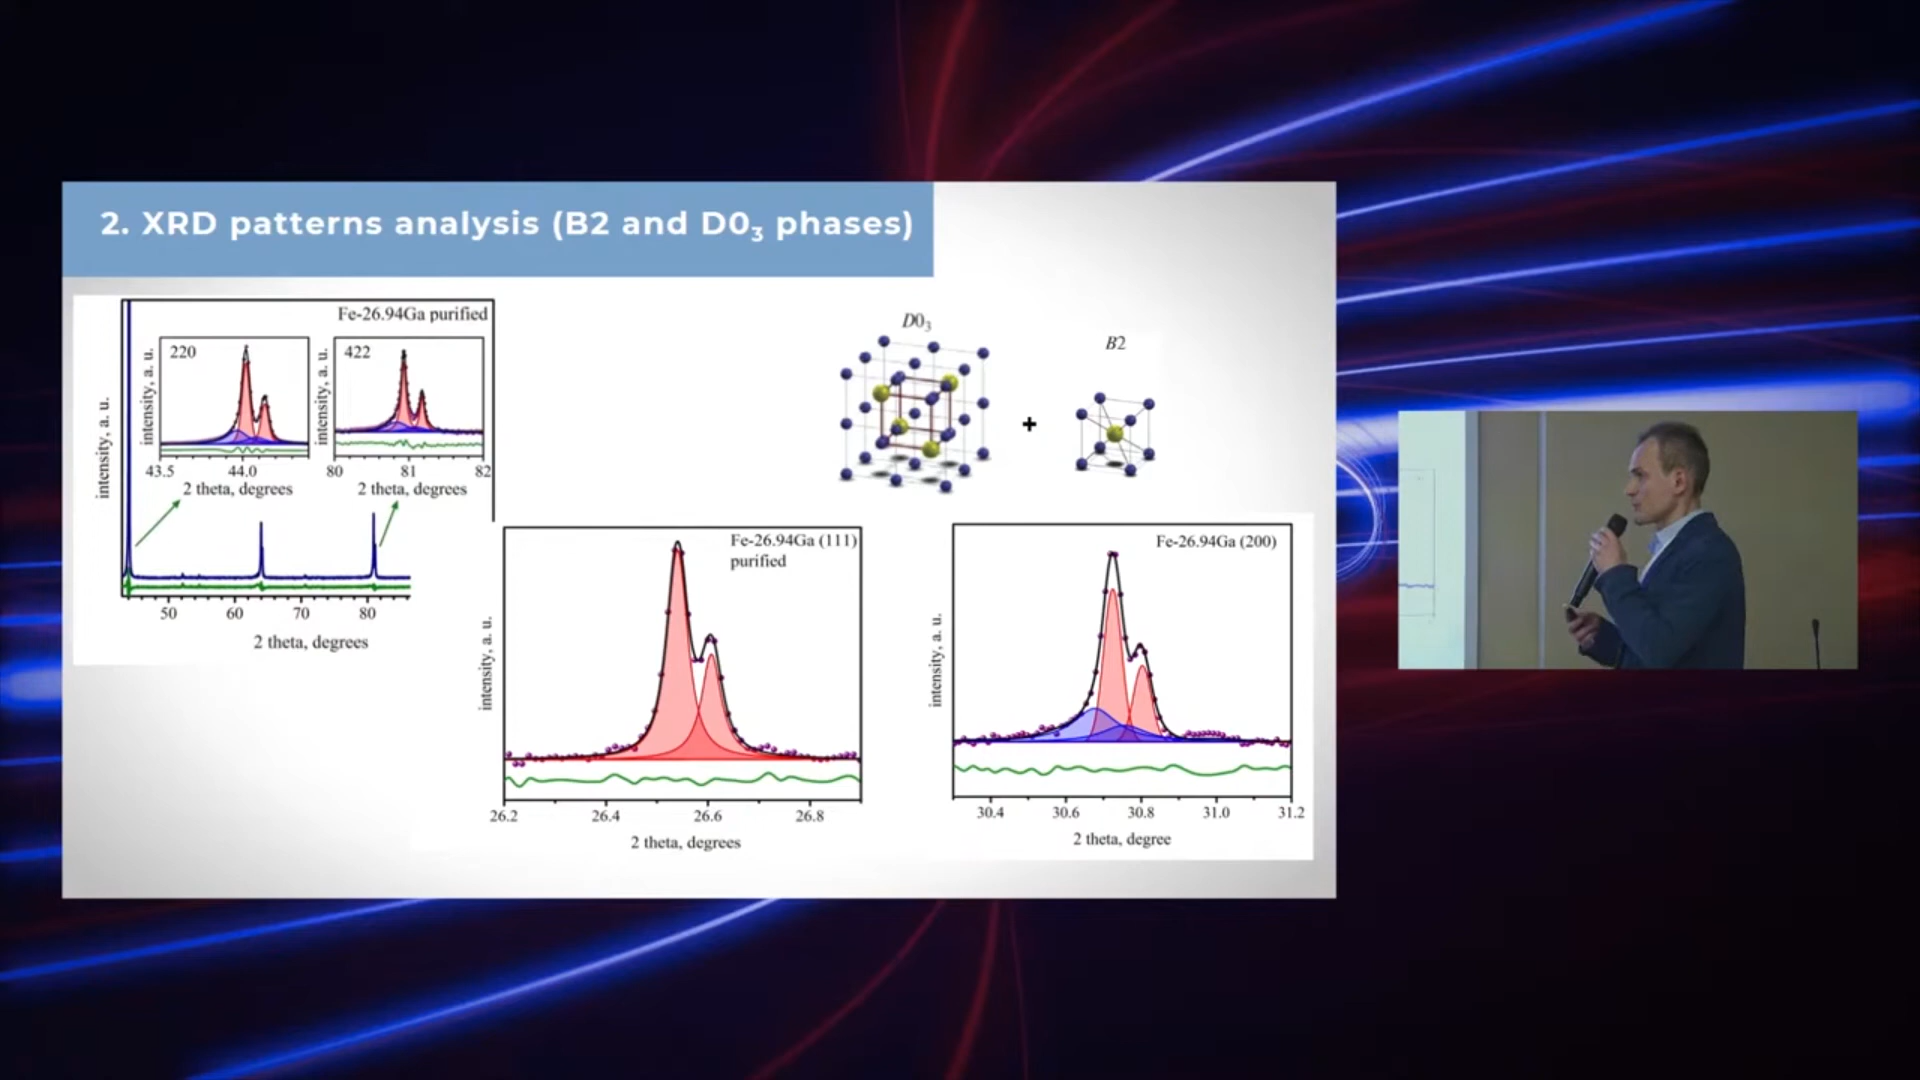 2. XRD patterns analysis (B2 and D0₃ phases)
Fe-26.94Ga purified
220
422
intensity, a. u.
intensity, a. u.
intensity, a. u.
43.5 44.0
80 81 82
2 theta, degrees
2 theta, degrees
50 60 70 80
2 theta, degrees
D0₃
B2
+
Fe-26.94Ga (111)
purified
intensity, a. u.
26.2 26.4 26.6 26.8
2 theta, degrees
Fe-26.94Ga (200)
intensity, a. u.
30.4 30.6 30.8 31.0 31.2
2 theta, degree